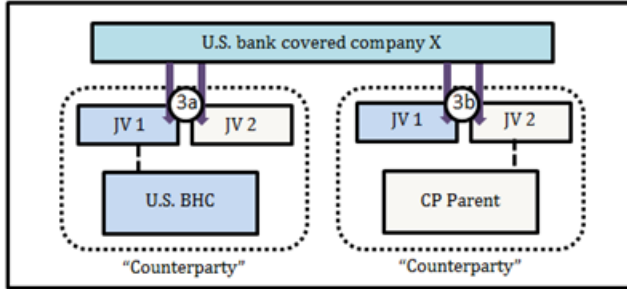 U.S. bank covered company X
3a
3b
JV 1
JV 2
JV 1
JV 2
U.S. BHC
CP Parent
“Counterparty”
“Counterparty”